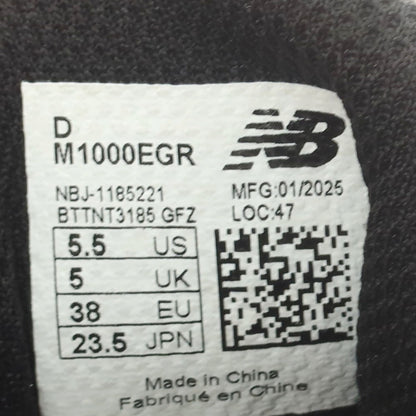 D
M1000EGR
NB
NBJ-1185221 MFG:01/2025
BTTNT3185 GFZ LOC:47
5.5 US
5 UK
38 EU
23.5 JPN
Made in China
Fabriqué en Chine